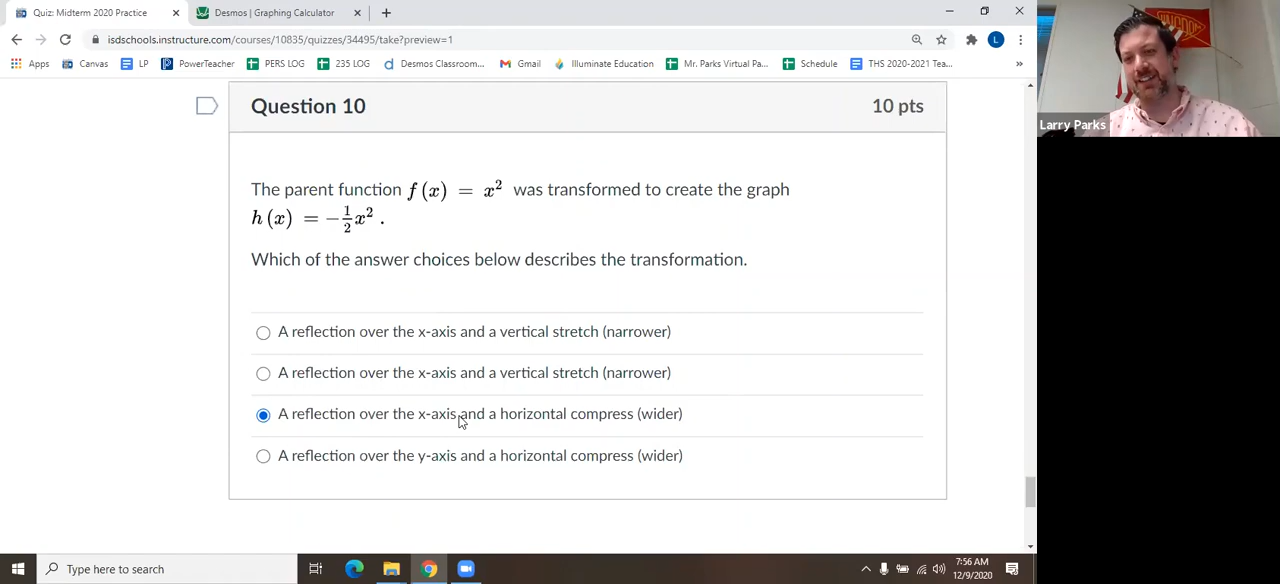 Quiz: Midterm 2020 Practice
Desmos | Graphing Calculator
isdschools.instructure.com/courses/10835/quizzes/34495/take?preview=1
L
Apps
Canvas
LP
PowerTeacher
PERS LOG
235 LOG
Desmos Classroom...
Gmail
Illuminate Education
Mr. Parks Virtual Pa...
Schedule
THS 2020-2021 Tea...
»
KINGDOM
Larry Parks
Question 10
10 pts
The parent function f(x) = x² was transformed to create the graph
h(x) = −½x².
Which of the answer choices below describes the transformation.
A reflection over the x-axis and a vertical stretch (narrower)
A reflection over the x-axis and a vertical stretch (narrower)
A reflection over the x-axis and a horizontal compress (wider)
A reflection over the y-axis and a horizontal compress (wider)
Type here to search
7:56 AM
12/9/2020